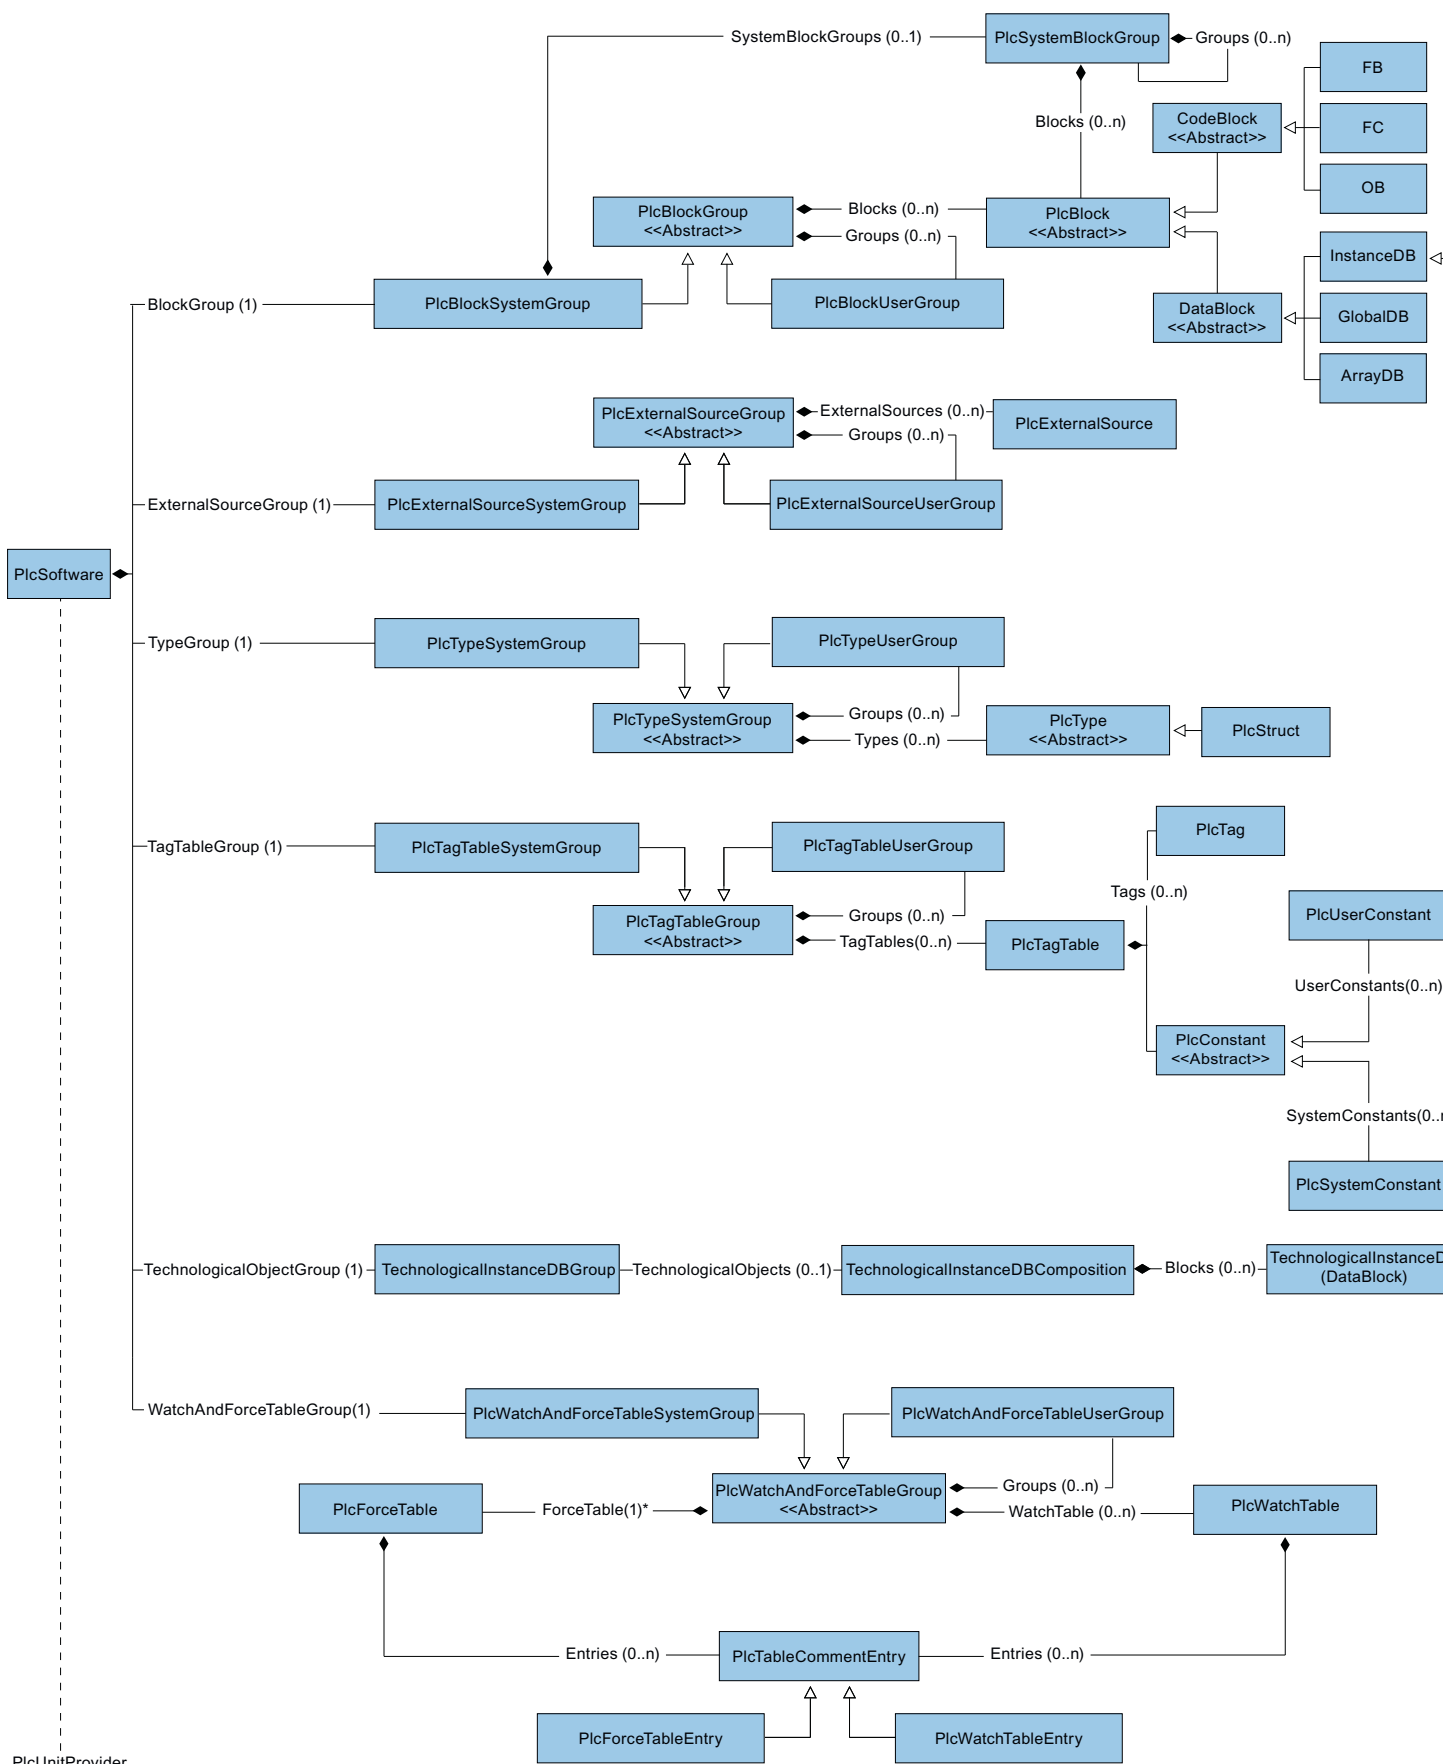 SystemBlockGroups (0..1)
PlcSystemBlockGroup
Groups (0..n)
FB
Blocks (0..n)
CodeBlock
<<Abstract>>
FC
OB
PlcBlockGroup
<<Abstract>>
Blocks (0..n)
Groups (0..n)
PlcBlock
<<Abstract>>
InstanceDB
BlockGroup (1)
PlcBlockSystemGroup
PlcBlockUserGroup
DataBlock
<<Abstract>>
GlobalDB
ArrayDB
PlcExternalSourceGroup
<<Abstract>>
ExternalSources (0..n)
Groups (0..n)
PlcExternalSource
ExternalSourceGroup (1)
PlcExternalSourceSystemGroup
PlcExternalSourceUserGroup
PlcSoftware
TypeGroup (1)
PlcTypeSystemGroup
PlcTypeUserGroup
PlcTypeSystemGroup
<<Abstract>>
Groups (0..n)
Types (0..n)
PlcType
<<Abstract>>
PlcStruct
TagTableGroup (1)
PlcTagTableSystemGroup
PlcTagTableUserGroup
PlcTag
Tags (0..n)
PlcTagTableGroup
<<Abstract>>
Groups (0..n)
TagTables(0..n)
PlcTagTable
PlcUserConstant
UserConstants(0..n)
PlcConstant
<<Abstract>>
SystemConstants(0..n
PlcSystemConstant
TechnologicalObjectGroup (1)
TechnologicalInstanceDBGroup
TechnologicalObjects (0..1)
TechnologicalInstanceDBComposition
Blocks (0..n)
TechnologicalInstanceD
(DataBlock)
WatchAndForceTableGroup(1)
PlcWatchAndForceTableSystemGroup
PlcWatchAndForceTableUserGroup
PlcForceTable
ForceTable(1)*
PlcWatchAndForceTableGroup
<<Abstract>>
Groups (0..n)
WatchTable (0..n)
PlcWatchTable
Entries (0..n)
PlcTableCommentEntry
Entries (0..n)
PlcForceTableEntry
PlcWatchTableEntry
PlcUnitProvider